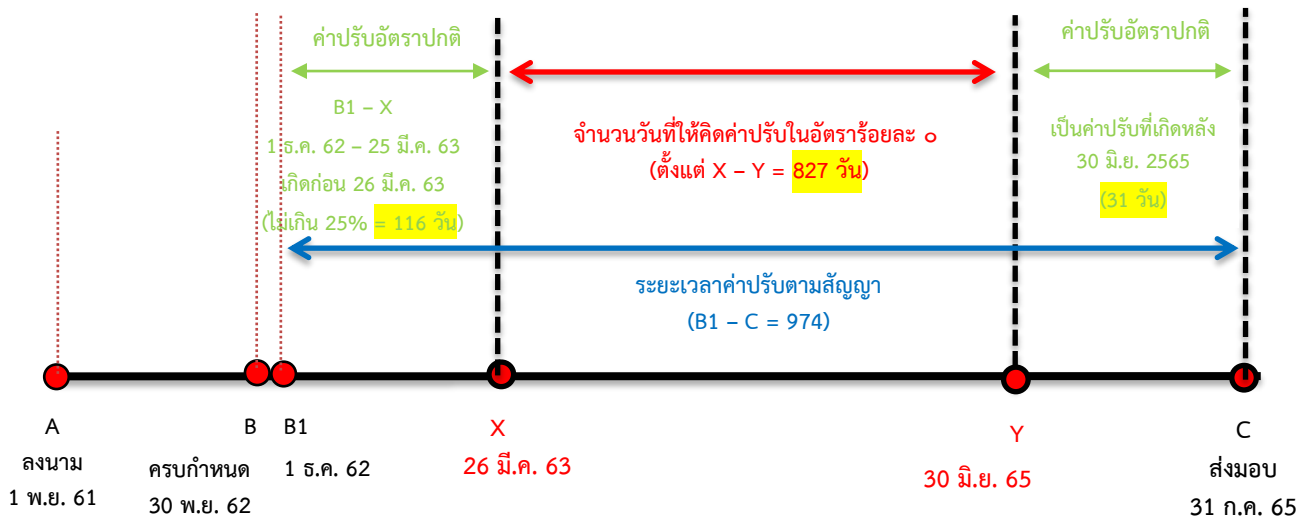 ค่าปรับอัตราปกติ
B1 – X
1 ธ.ค. 62 – 25 มี.ค. 63
เกิดก่อน 26 มี.ค. 63
(ไม่เกิน 25% = 116 วัน)
จำนวนวันที่ให้คิดค่าปรับในอัตราร้อยละ ๐
(ตั้งแต่ X – Y = 827 วัน)
ค่าปรับอัตราปกติ
เป็นค่าปรับที่เกิดหลัง
30 มิ.ย. 2565
(31 วัน)
ระยะเวลาค่าปรับตามสัญญา
(B1 – C = 974)
A
ลงนาม
1 พ.ย. 61
B
ครบกำหนด
30 พ.ย. 62
B1
1 ธ.ค. 62
X
26 มี.ค. 63
Y
30 มิ.ย. 65
C
ส่งมอบ
31 ก.ค. 65